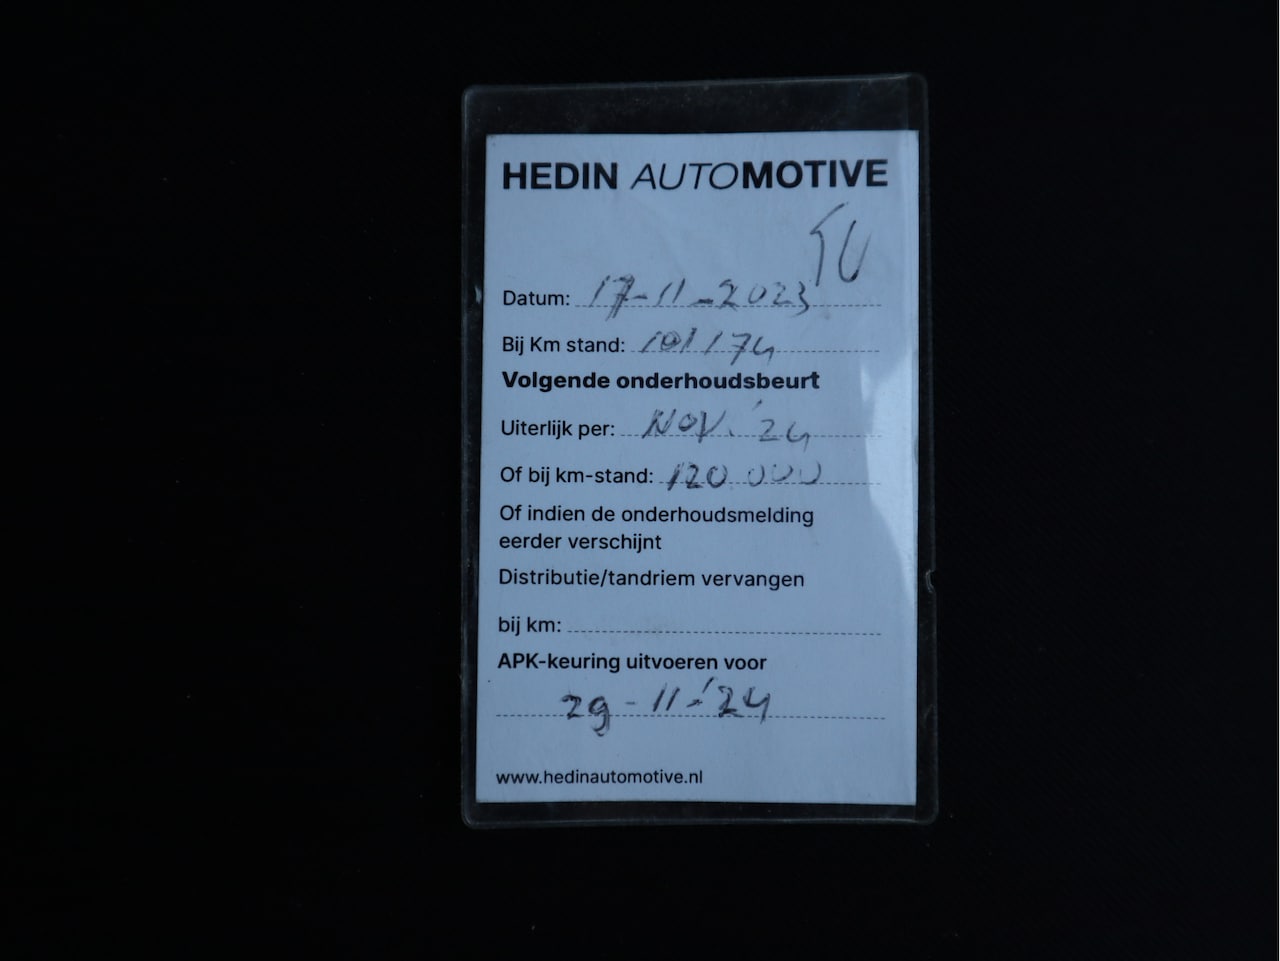 HEDIN AUTOMOTIVE
Datum: 17-11-2023
Bij Km stand: 101174
Volgende onderhoudsbeurt
Uiterlijk per: NOV. '24
Of bij km-stand: 120.000
Of indien de onderhoudsmelding
eerder verschijnt
Distributie/tandriem vervangen
bij km:
APK-keuring uitvoeren voor
29-11-'24
www.hedinautomotive.nl